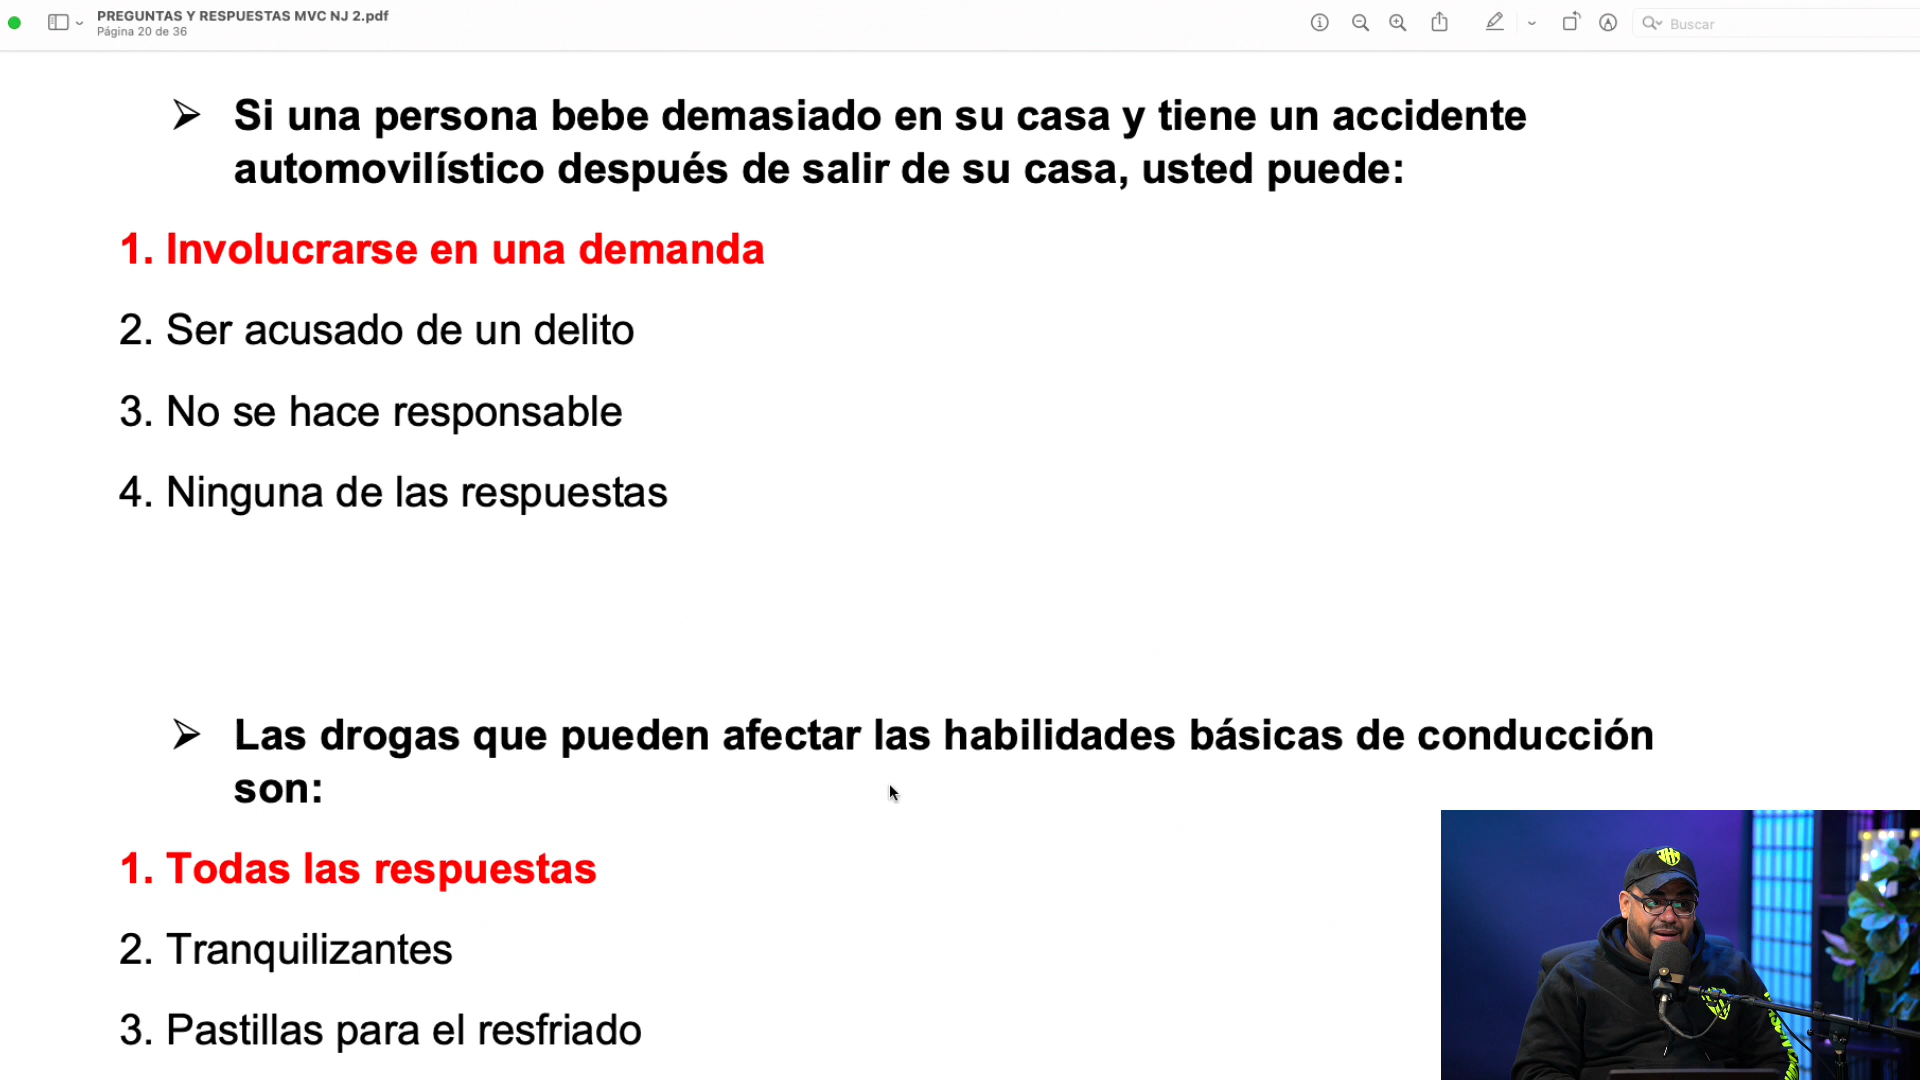 PREGUNTAS Y RESPUESTAS MVC NJ 2.pdf
Página 20 de 36
Buscar
➢ Si una persona bebe demasiado en su casa y tiene un accidente
automovilístico después de salir de su casa, usted puede:
1. Involucrarse en una demanda
2. Ser acusado de un delito
3. No se hace responsable
4. Ninguna de las respuestas
➢ Las drogas que pueden afectar las habilidades básicas de conducción
son:
1. Todas las respuestas
2. Tranquilizantes
3. Pastillas para el resfriado